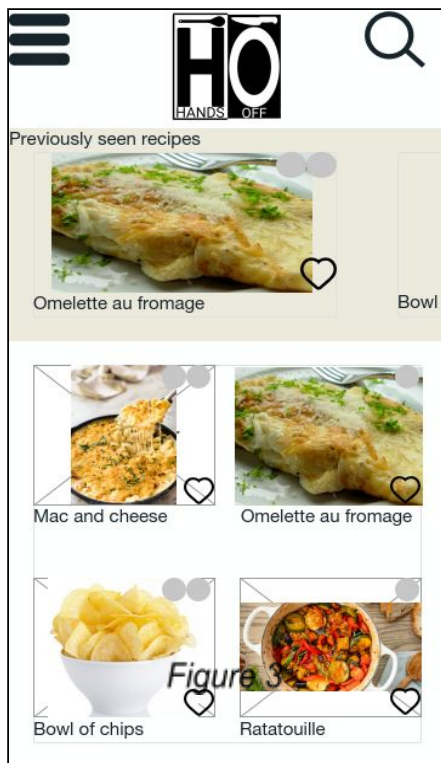 HO
HANDS OFF
Previously seen recipes
Omelette au fromage
Bowl
Mac and cheese
Omelette au fromage
Bowl of chips
Ratatouille
Figure 3